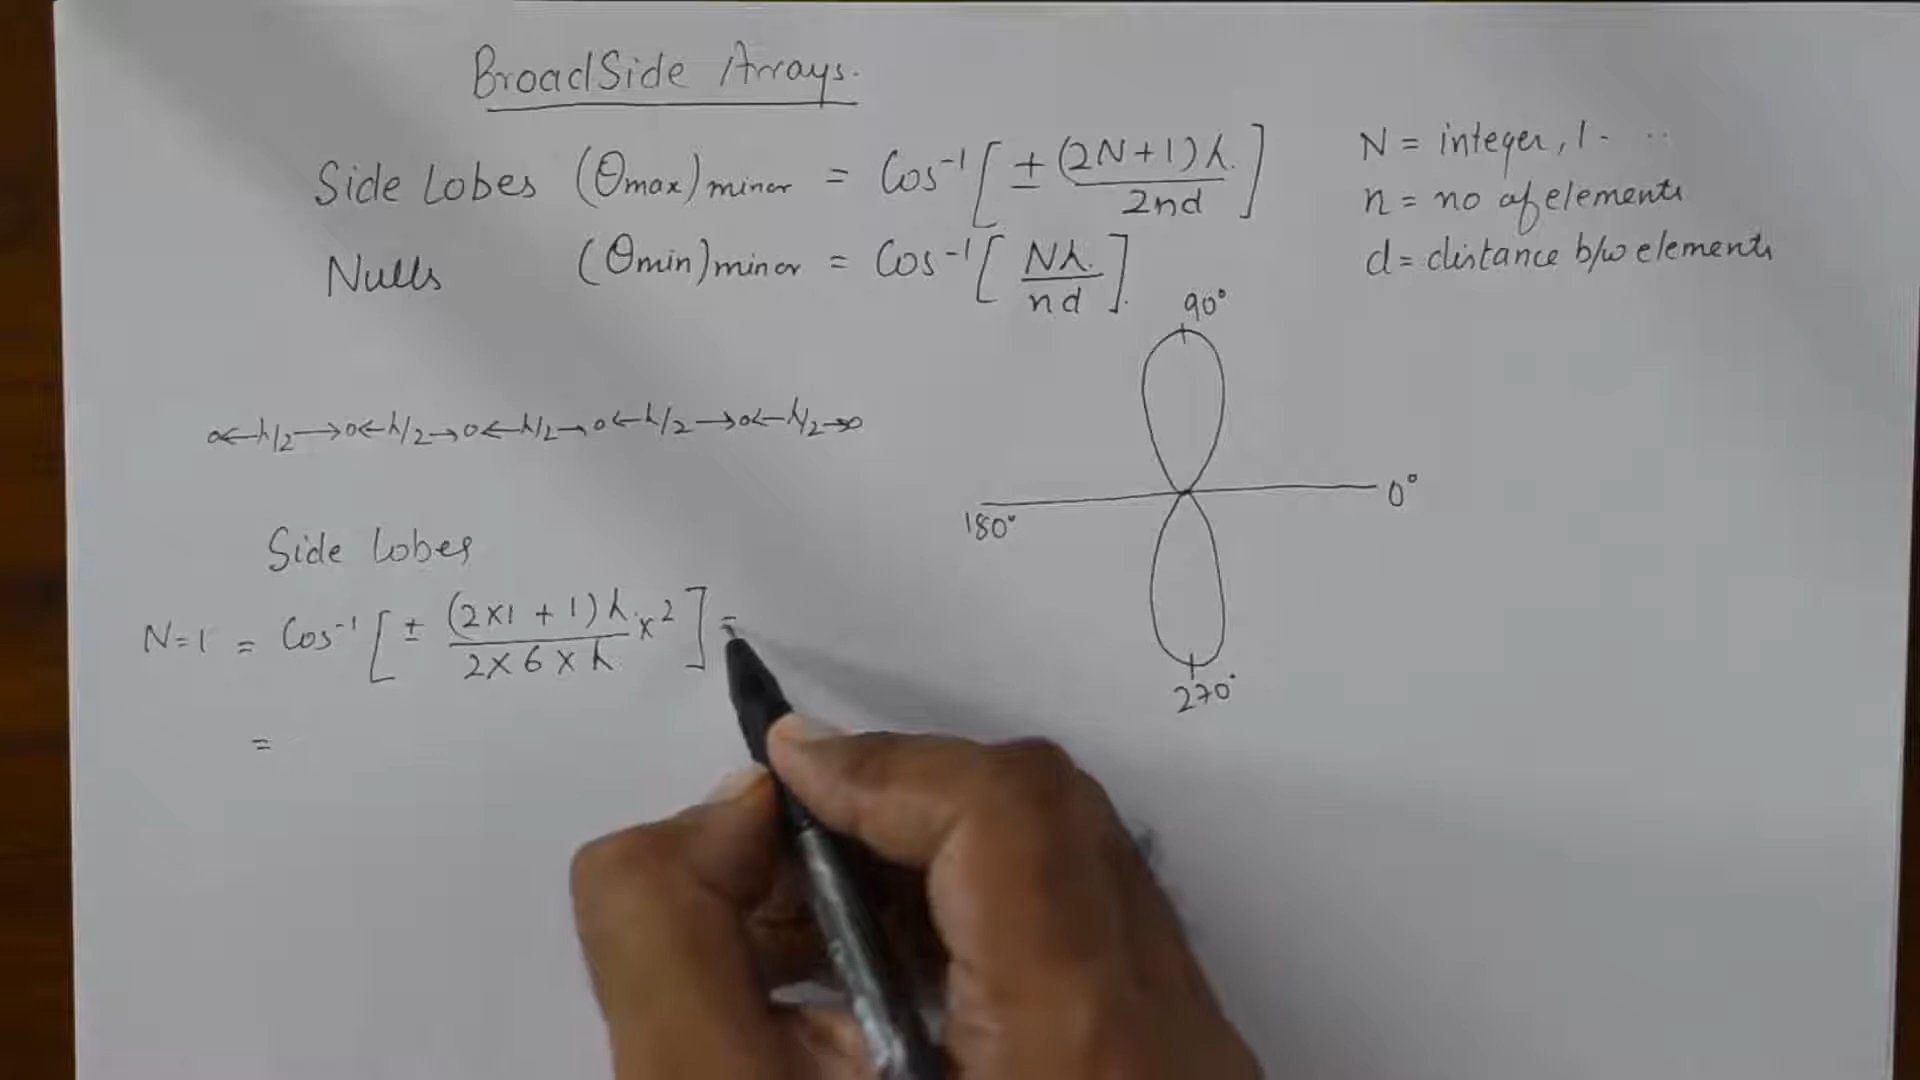 BroadSide Arrays.
Side Lobes (θmax)minor = Cos⁻¹[± (2N+1)λ / 2nd]
Nulls (θmin)minor = Cos⁻¹[Nλ / nd].
N = integer, 1 - ...
n = no of elements
d = distance b/w elements
90°
o←λ/2→o←λ/2→o←λ/2→o←λ/2→o←λ/2→o
180°
0°
270°
Side Lobes
N=1 = Cos⁻¹[± (2×1 + 1)λ / 2×6×λ ×2] =
=